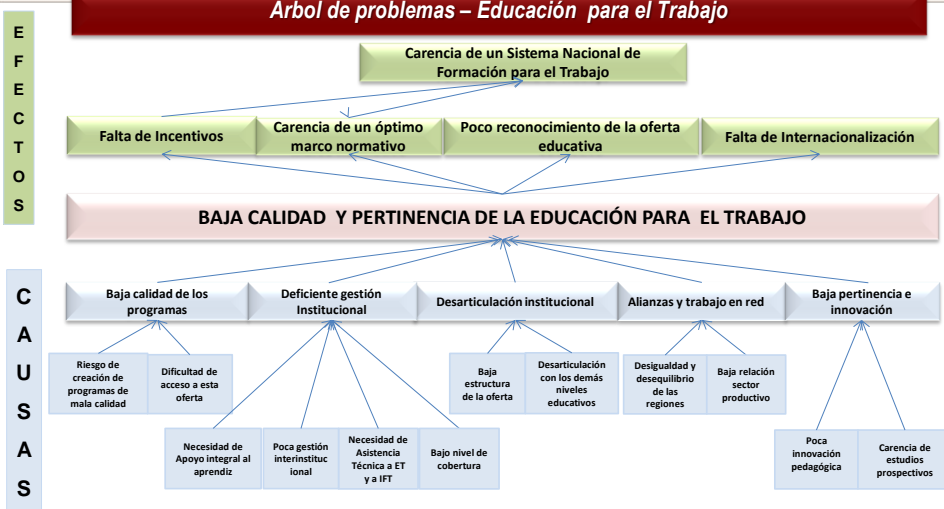 Arbol de problemas – Educación para el Trabajo
E
F
E
C
T
O
S
Carencia de un Sistema Nacional de
Formación para el Trabajo
Falta de Incentivos
Carencia de un óptimo
marco normativo
Poco reconocimiento de la oferta
educativa
Falta de Internacionalización
BAJA CALIDAD Y PERTINENCIA DE LA EDUCACIÓN PARA EL TRABAJO
C
A
U
S
A
S
Baja calidad de los
programas
Deficiente gestión
Institucional
Desarticulación institucional
Alianzas y trabajo en red
Baja pertinencia e
innovación
Riesgo de
creación de
programas de
mala calidad
Dificultad de
acceso a esta
oferta
Baja
estructura
de la oferta
Desarticulación
con los demás
niveles
educativos
Desigualdad y
desequilibrio
de las
regiones
Baja relación
sector
productivo
Necesidad de
Apoyo integral al
aprendiz
Poca gestión
interinstituc
ional
Necesidad de
Asistencia
Técnica a ET
y a IFT
Bajo nivel de
cobertura
Poca
innovación
pedagógica
Carencia de
estudios
prospectivos